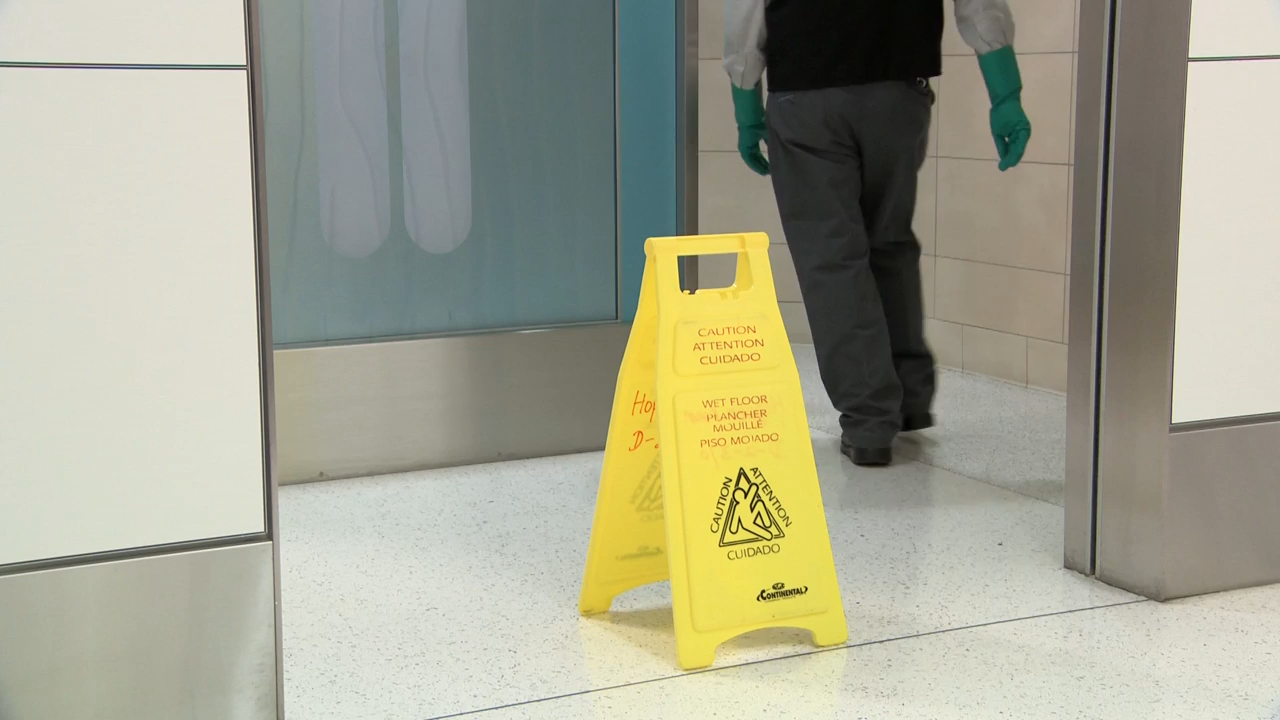 CAUTION
ATTENTION
CUIDADO
WET FLOOR
PLANCHER
MOUILLÉ
PISO MOJADO
CAUTION
ATTENTION
CUIDADO
CONTINENTAL